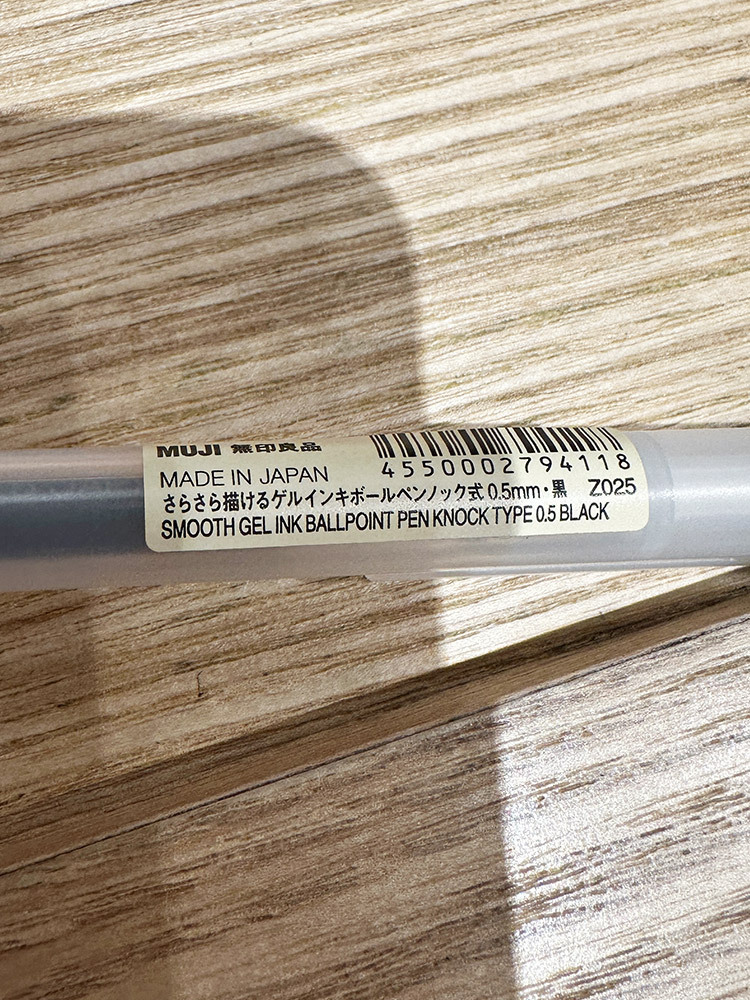 MUJI 無印良品
4550002794118
MADE IN JAPAN
さらさら描けるゲルインキボールペンノック式 0.5mm・黒 Z025
SMOOTH GEL INK BALLPOINT PEN KNOCK TYPE 0.5 BLACK